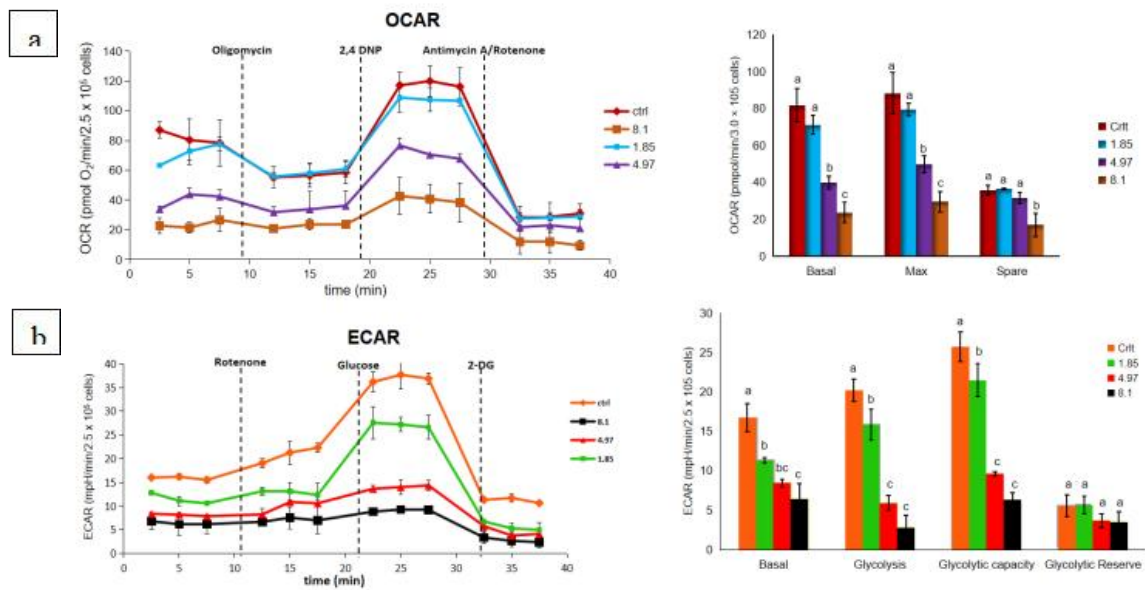 a
OCAR
Oligomycin
2,4 DNP
Antimycin A/Rotenone
OCR (pmol O₂/min/2.5 x 10⁵ cells)
140
120
100
80
60
40
20
0
0 5 10 15 20 25 30 35 40
time (min)
ctrl
8.1
1.85
4.97
OCAR (pmpol/min/3.0 × 105 cells)
120
100
80
60
40
20
0
a a b c
a a b c
a a a b
Basal Max Spare
Crlt
1.85
4.97
8.1
b
ECAR
Rotenone
Glucose
2-DG
ECAR (mpH/min/2.5 x 10⁵ cells)
40
35
30
25
20
15
10
5
0
0 5 10 15 20 25 30 35 40
time (min)
ctrl
8.1
4.97
1.85
ECAR (mpH/min/2.5 x 105 cells)
30
25
20
15
10
5
0
a b bc c
a b c c
a b c c
a a a a
Basal Glycolysis Glycolytic capacity Glycolytic Reserve
Crlt
1.85
4.97
8.1